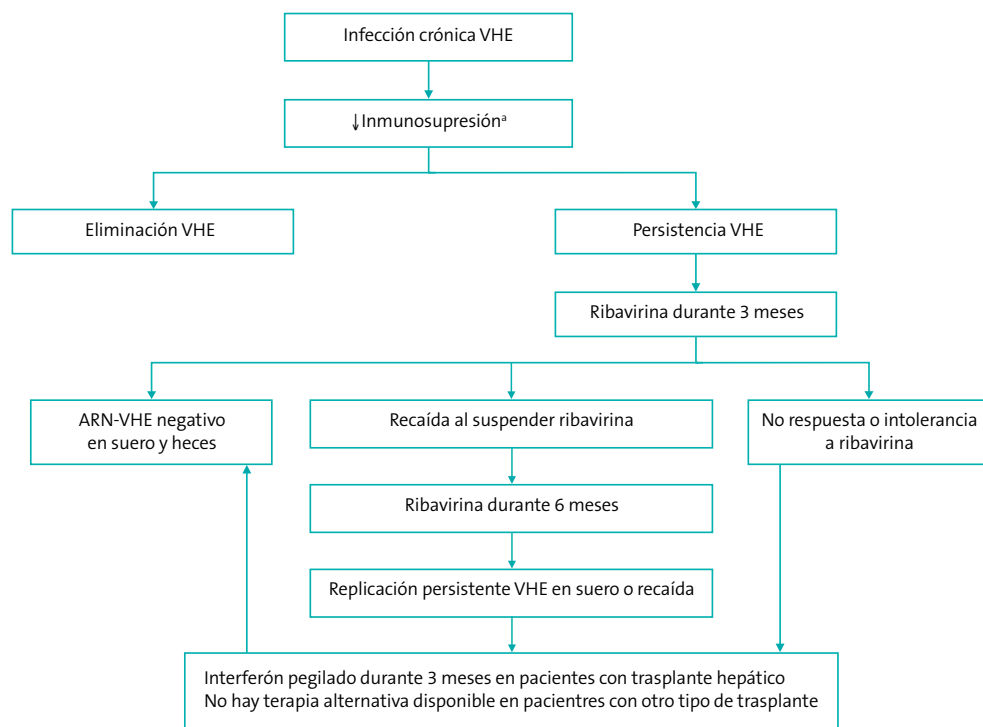 Infección crónica VHE
↓Inmunosupresiónª
Eliminación VHE
Persistencia VHE
Ribavirina durante 3 meses
ARN-VHE negativo
en suero y heces
Recaída al suspender ribavirina
No respuesta o intolerancia
a ribavirina
Ribavirina durante 6 meses
Replicación persistente VHE en suero o recaída
Interferón pegilado durante 3 meses en pacientes con trasplante hepático
No hay terapia alternativa disponible en pacientres con otro tipo de trasplante